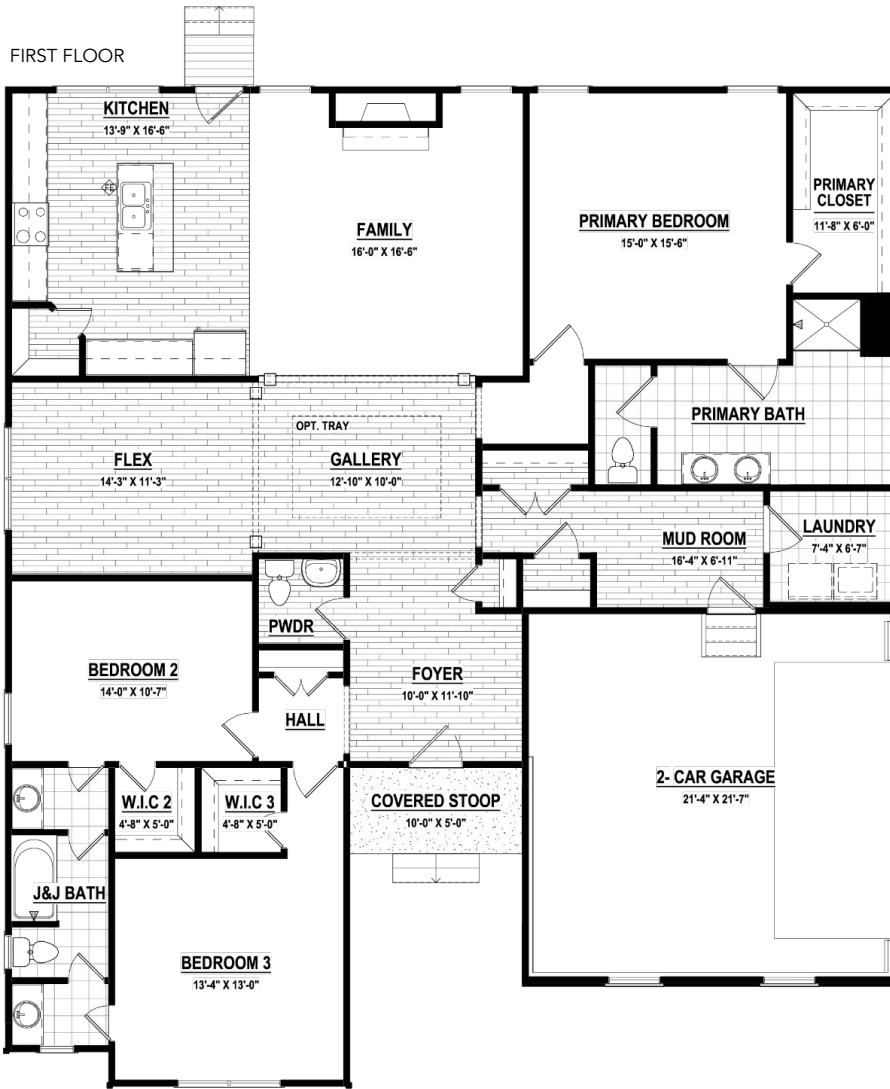 FIRST FLOOR
KITCHEN
13'-9" X 16'-6"
FAMILY
16'-0" X 16'-6"
PRIMARY BEDROOM
15'-0" X 15'-6"
PRIMARY
CLOSET
11'-8" X 6'-0"
PRIMARY BATH
OPT. TRAY
FLEX
14'-3" X 11'-3"
GALLERY
12'-10" X 10'-0"
MUD ROOM
16'-4" X 6'-11"
LAUNDRY
7'-4" X 6'-7"
PWDR
BEDROOM 2
14'-0" X 10'-7"
FOYER
10'-0" X 11'-10"
HALL
W.I.C 2
4'-8" X 5'-0"
W.I.C 3
4'-8" X 5'-0"
COVERED STOOP
10'-0" X 5'-0"
2- CAR GARAGE
21'-4" X 21'-7"
J&J BATH
BEDROOM 3
13'-4" X 13'-0"